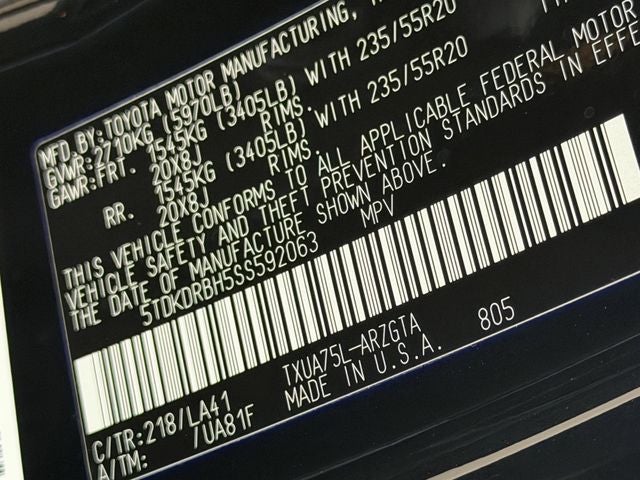 MFD.BY:TOYOTA MOTOR MANUFACTURING,
GVWR:2710KG (5970LB)
GAWR:FRT. 1545KG (3405LB) WITH 235/55R20
20X8J RIMS.
RR. 1545KG (3405LB) WITH 235/55R20
20X8J RIMS.
THIS VEHICLE CONFORMS TO ALL APPLICABLE FEDERAL MOTOR
VEHICLE SAFETY AND THEFT PREVENTION STANDARDS IN EFFE
THE DATE OF MANUFACTURE SHOWN ABOVE.
5TDKDRBH5SS592063 MPV
C/TR:218/LA41 TXUA75L-ARZGTA 805
A/TM: /UA81F MADE IN U.S.A.